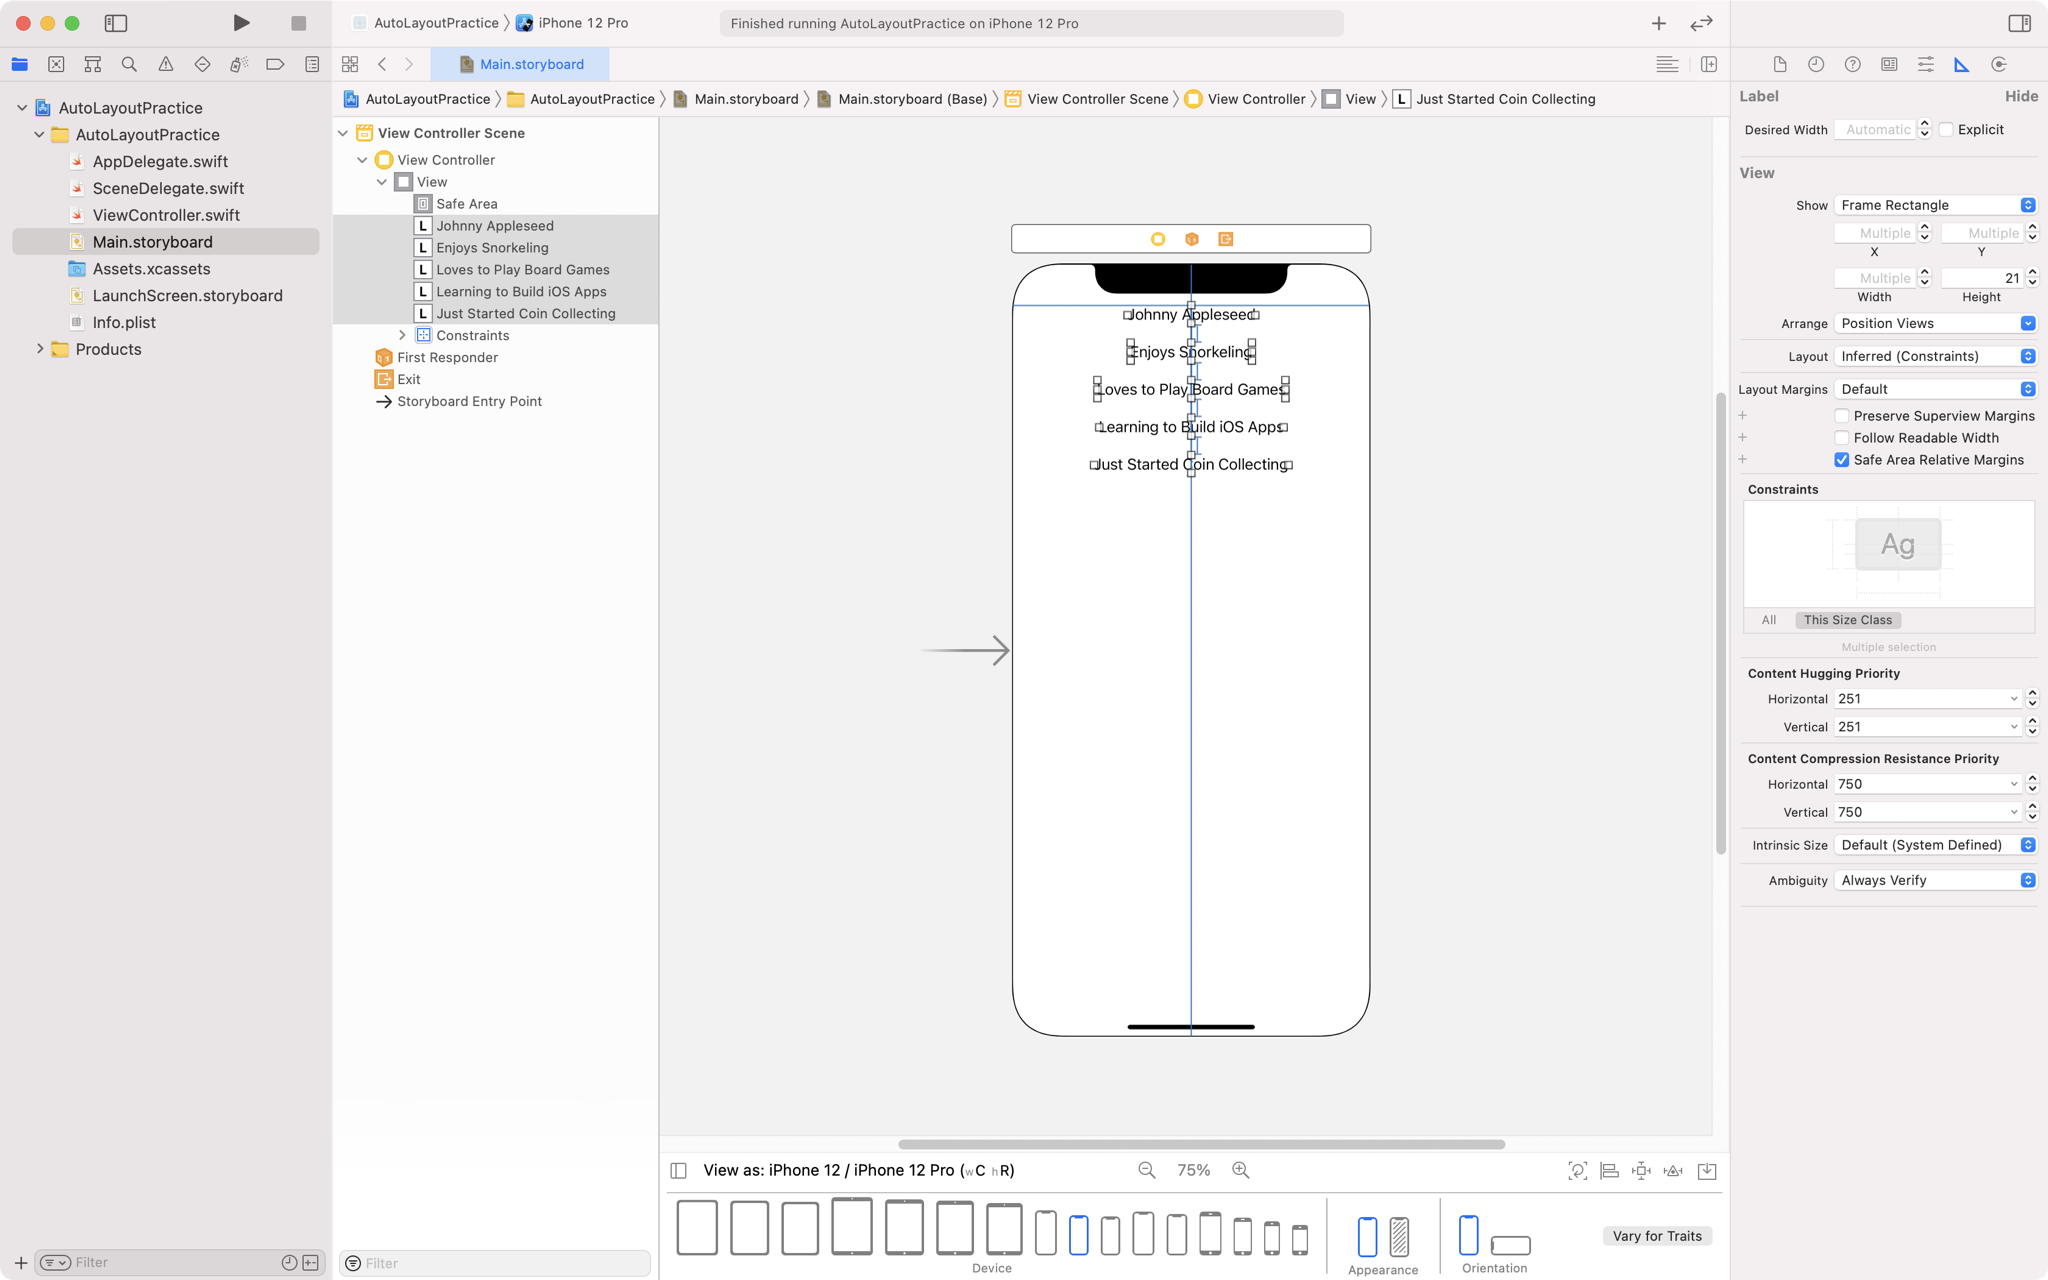 AutoLayoutPractice iPhone 12 Pro
Finished running AutoLayoutPractice on iPhone 12 Pro
Main.storyboard
AutoLayoutPractice AutoLayoutPractice Main.storyboard Main.storyboard (Base) View Controller Scene View Controller View L Just Started Coin Collecting
AutoLayoutPractice
AutoLayoutPractice
AppDelegate.swift
SceneDelegate.swift
ViewController.swift
Main.storyboard
Assets.xcassets
LaunchScreen.storyboard
Info.plist
Products
Filter
View Controller Scene
View Controller
View
Safe Area
L Johnny Appleseed
L Enjoys Snorkeling
L Loves to Play Board Games
L Learning to Build iOS Apps
L Just Started Coin Collecting
Constraints
First Responder
Exit
Storyboard Entry Point
Filter
Johnny Appleseed
Enjoys Snorkeling
Loves to Play Board Games
Learning to Build iOS Apps
Just Started Coin Collecting
View as: iPhone 12 / iPhone 12 Pro (wC hR)
75%
Device
Appearance
Orientation
Vary for Traits
Label Hide
Desired Width Automatic Explicit
View
Show Frame Rectangle
Multiple Multiple
X Y
Multiple 21
Width Height
Arrange Position Views
Layout Inferred (Constraints)
Layout Margins Default
Preserve Superview Margins
Follow Readable Width
Safe Area Relative Margins
Constraints
Ag
All This Size Class
Multiple selection
Content Hugging Priority
Horizontal 251
Vertical 251
Content Compression Resistance Priority
Horizontal 750
Vertical 750
Intrinsic Size Default (System Defined)
Ambiguity Always Verify